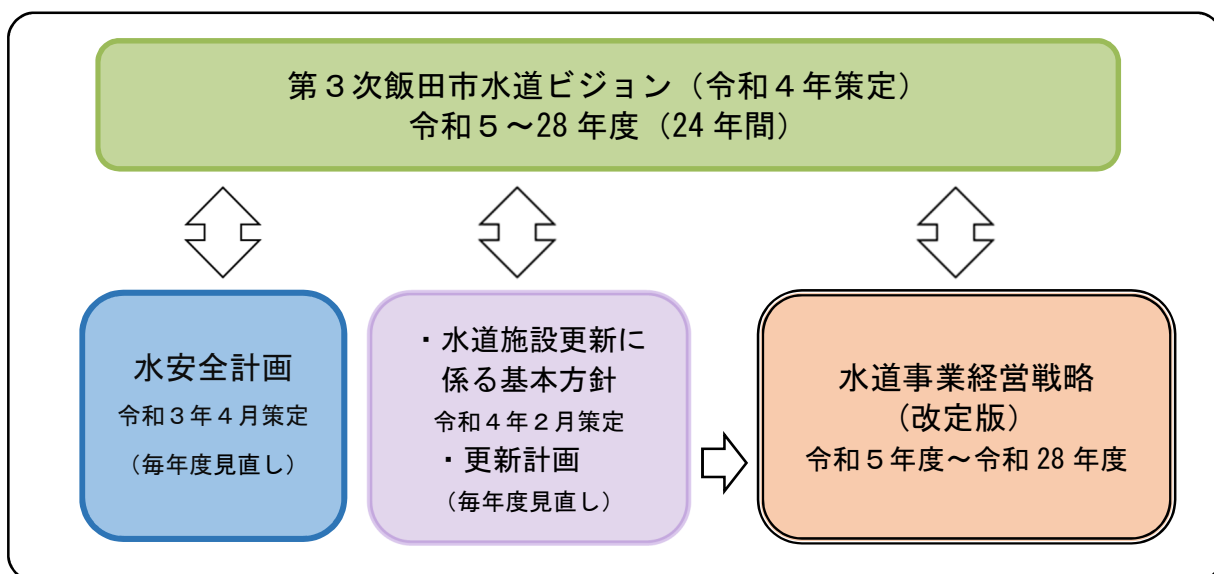 第３次飯田市水道ビジョン（令和４年策定）
令和５～28 年度（24 年間）
水安全計画
令和３年４月策定
（毎年度見直し）
・水道施設更新に
係る基本方針
令和４年２月策定
・更新計画
（毎年度見直し）
水道事業経営戦略
（改定版）
令和５年度～令和 28 年度